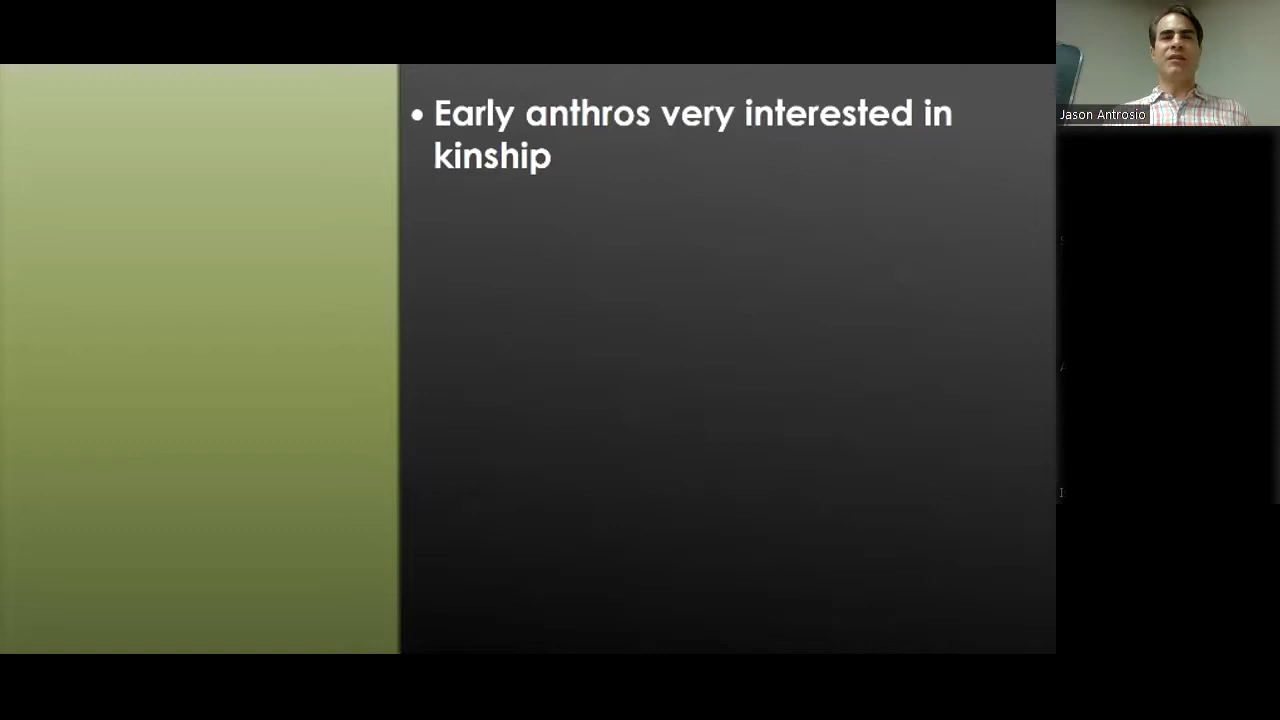 • Early anthros very interested in
kinship
Jason Antrosio